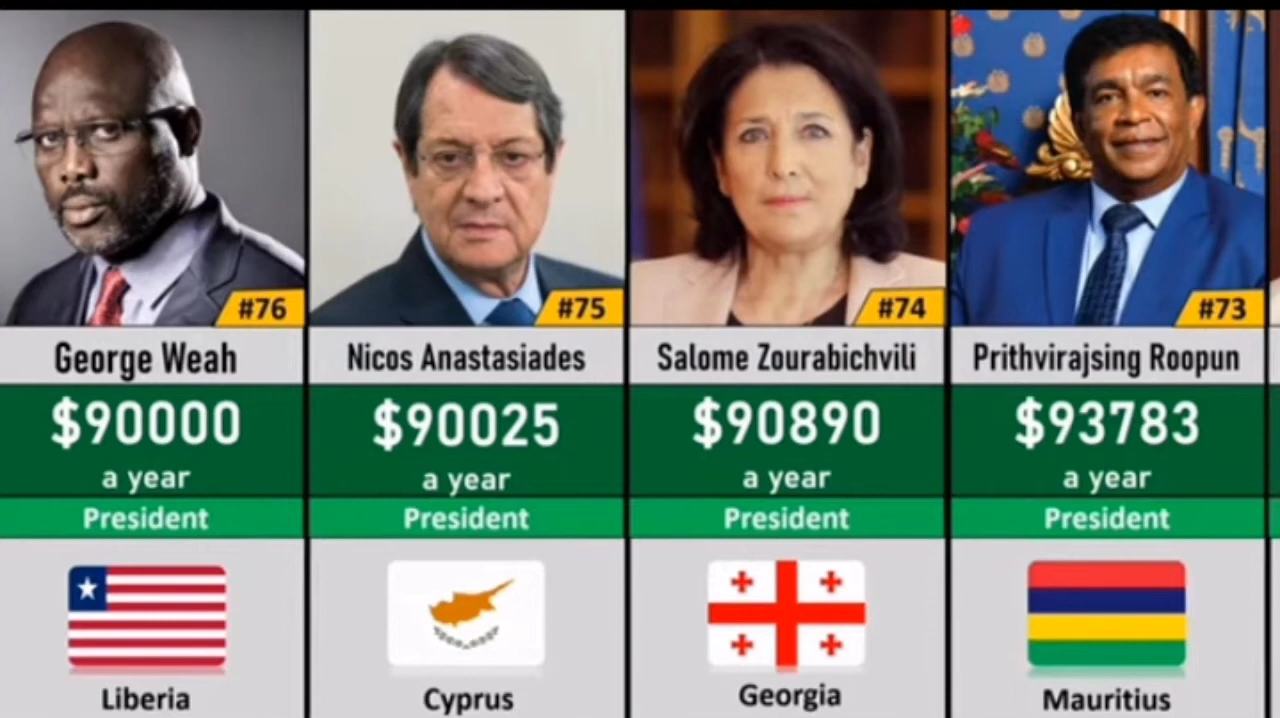 #76
George Weah
$90000
a year
President
Liberia
#75
Nicos Anastasiades
$90025
a year
President
Cyprus
#74
Salome Zourabichvili
$90890
a year
President
Georgia
#73
Prithvirajsing Roopun
$93783
a year
President
Mauritius